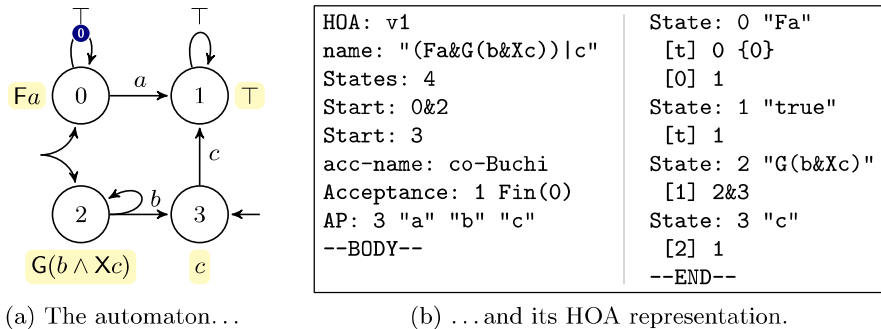 ⊤
⊤
0
a
Fa
0
1
⊤
c
b
2
3
G(b ∧ Xc)
c
(a) The automaton...
HOA: v1
name: "(Fa&G(b&Xc))|c"
States: 4
Start: 0&2
Start: 3
acc-name: co-Buchi
Acceptance: 1 Fin(0)
AP: 3 "a" "b" "c"
--BODY--
State: 0 "Fa"
[t] 0 {0}
[0] 1
State: 1 "true"
[t] 1
State: 2 "G(b&Xc)"
[1] 2&3
State: 3 "c"
[2] 1
--END--
(b) ...and its HOA representation.